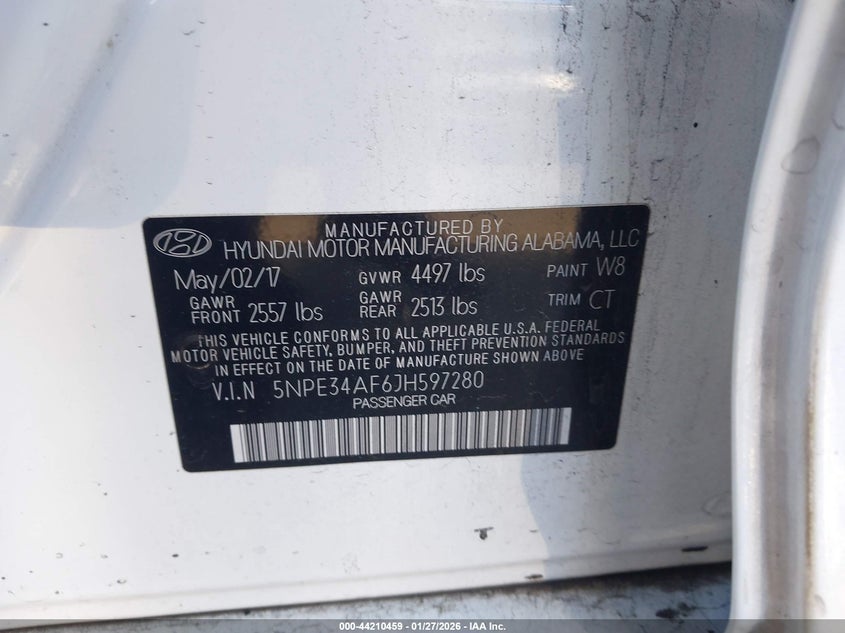 MANUFACTURED BY
HYUNDAI MOTOR MANUFACTURING ALABAMA, LLC
May/02/17 GVWR 4497 lbs PAINT W8
GAWR FRONT 2557 lbs GAWR REAR 2513 lbs TRIM CT
THIS VEHICLE CONFORMS TO ALL APPLICABLE U.S.A. FEDERAL
MOTOR VEHICLE SAFETY, BUMPER, AND THEFT PREVENTION STANDARDS
IN EFFECT ON THE DATE OF MANUFACTURE SHOWN ABOVE
V.I.N 5NPE34AF6JH597280
PASSENGER CAR
000-44210459 - 01/27/2026 - IAA Inc.